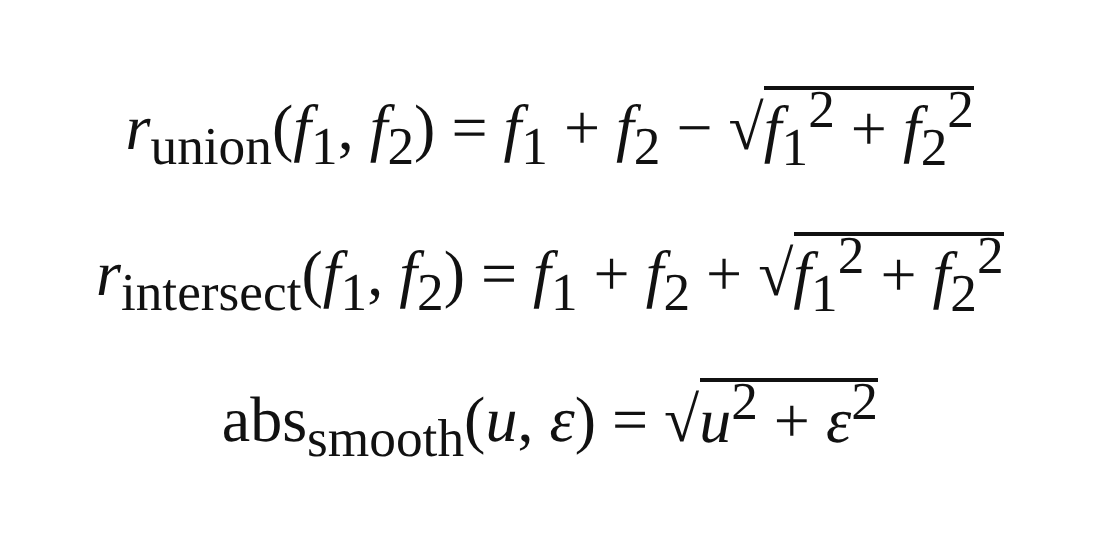 r_union(f₁, f₂) = f₁ + f₂ − √(f₁² + f₂²)
r_intersect(f₁, f₂) = f₁ + f₂ + √(f₁² + f₂²)
abs_smooth(u, ε) = √(u² + ε²)